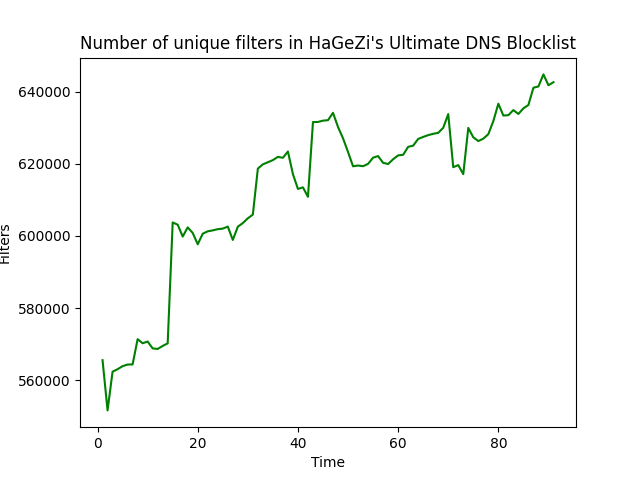 Number of unique filters in HaGeZi's Ultimate DNS Blocklist
640000
620000
600000
580000
560000
Filters
0 20 40 60 80
Time